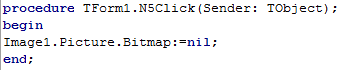 procedure TForm1.N5Click(Sender: TObject);
begin
Image1.Picture.Bitmap:=nil;
end;